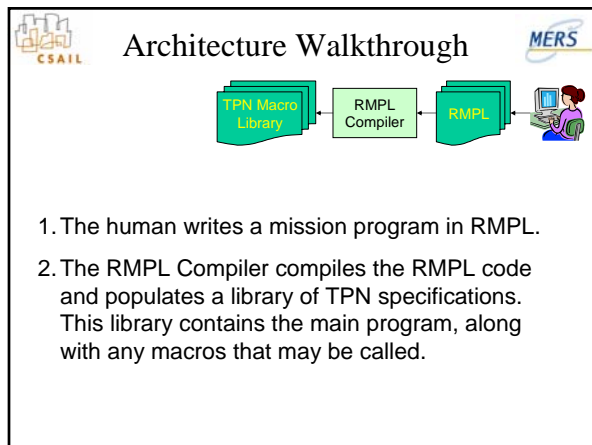 CSAIL
Architecture Walkthrough
MERS
TPN Macro
Library
RMPL
Compiler
RMPL
1. The human writes a mission program in RMPL.
2. The RMPL Compiler compiles the RMPL code
and populates a library of TPN specifications.
This library contains the main program, along
with any macros that may be called.